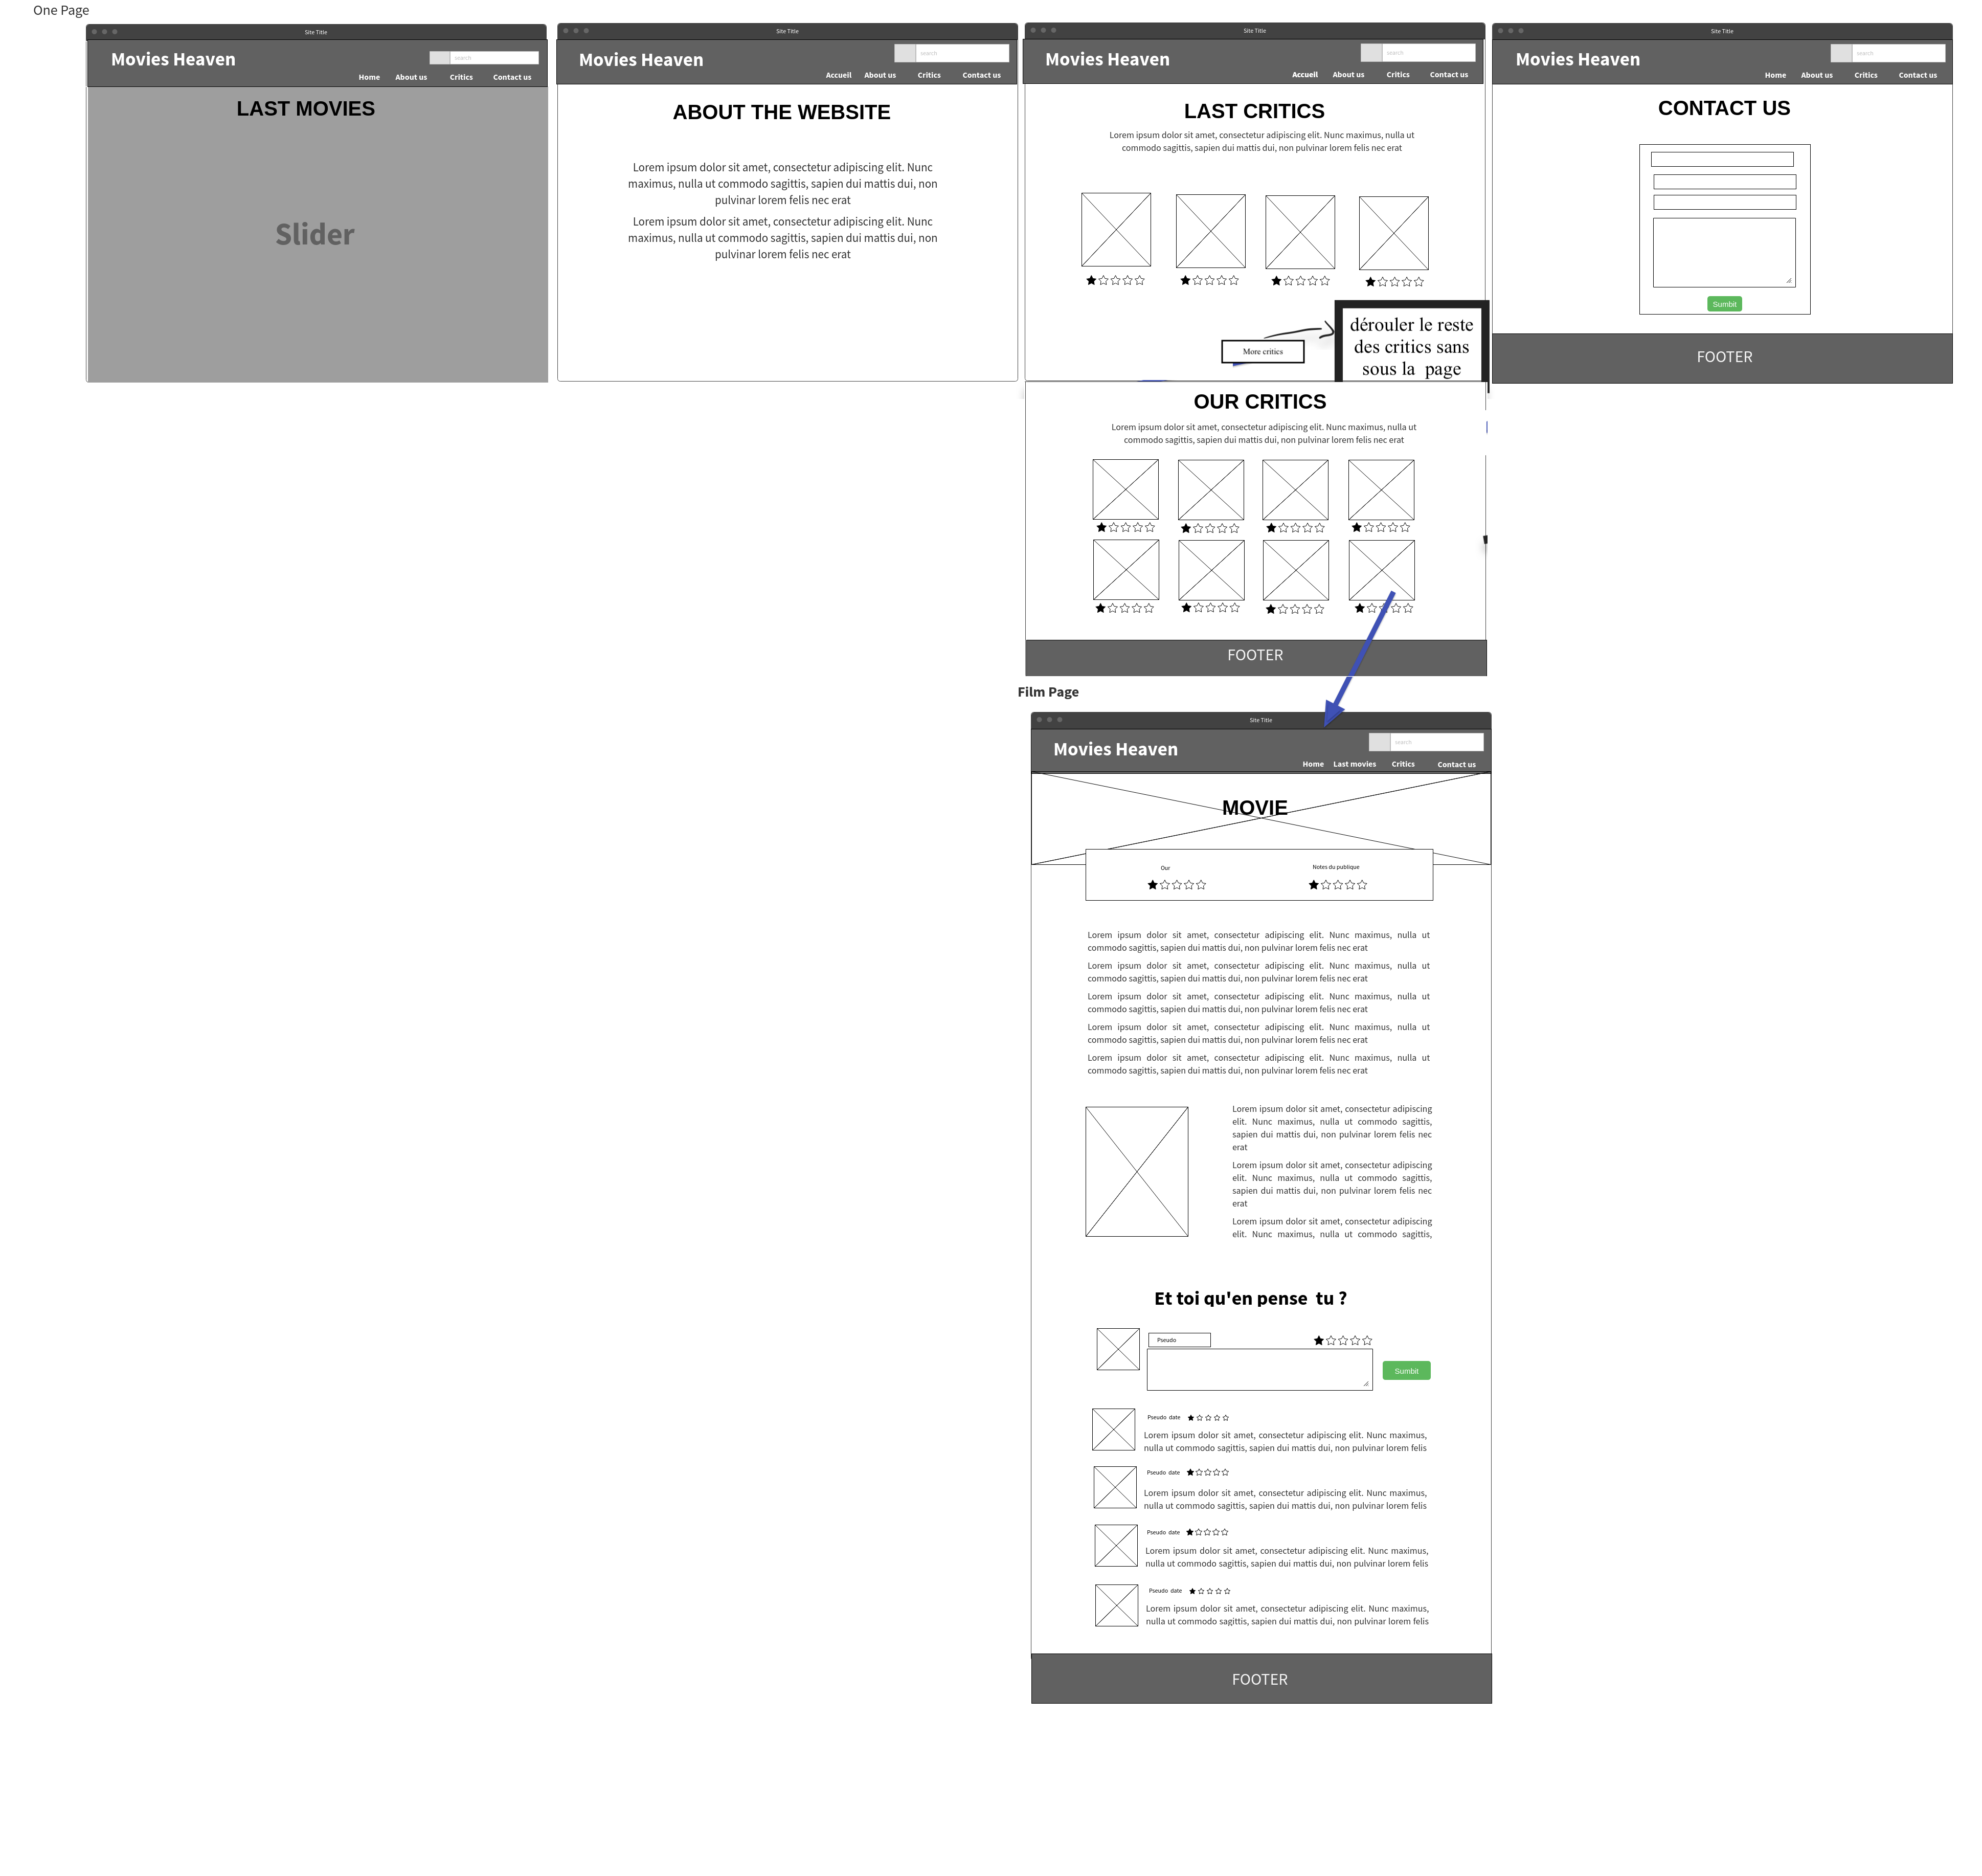 One Page
Site Title
Movies Heaven
search
Home About us Critics Contact us
LAST MOVIES
Slider
Site Title
Movies Heaven
search
Accueil About us Critics Contact us
ABOUT THE WEBSITE
Lorem ipsum dolor sit amet, consectetur adipiscing elit. Nunc
maximus, nulla ut commodo sagittis, sapien dui mattis dui, non
pulvinar lorem felis nec erat
Lorem ipsum dolor sit amet, consectetur adipiscing elit. Nunc
maximus, nulla ut commodo sagittis, sapien dui mattis dui, non
pulvinar lorem felis nec erat
Site Title
Movies Heaven
search
Accueil About us Critics Contact us
LAST CRITICS
Lorem ipsum dolor sit amet, consectetur adipiscing elit. Nunc maximus, nulla ut
commodo sagittis, sapien dui mattis dui, non pulvinar lorem felis nec erat
More critics
dérouler le reste
des critics sans
sous la page
OUR CRITICS
Lorem ipsum dolor sit amet, consectetur adipiscing elit. Nunc maximus, nulla ut
commodo sagittis, sapien dui mattis dui, non pulvinar lorem felis nec erat
FOOTER
Site Title
Movies Heaven
search
Home About us Critics Contact us
CONTACT US
Sumbit
FOOTER
Film Page
Site Title
Movies Heaven
search
Home Last movies Critics Contact us
MOVIE
Our
Notes du publique
Lorem ipsum dolor sit amet, consectetur adipiscing elit. Nunc maximus, nulla ut
commodo sagittis, sapien dui mattis dui, non pulvinar lorem felis nec erat
Lorem ipsum dolor sit amet, consectetur adipiscing elit. Nunc maximus, nulla ut
commodo sagittis, sapien dui mattis dui, non pulvinar lorem felis nec erat
Lorem ipsum dolor sit amet, consectetur adipiscing elit. Nunc maximus, nulla ut
commodo sagittis, sapien dui mattis dui, non pulvinar lorem felis nec erat
Lorem ipsum dolor sit amet, consectetur adipiscing elit. Nunc maximus, nulla ut
commodo sagittis, sapien dui mattis dui, non pulvinar lorem felis nec erat
Lorem ipsum dolor sit amet, consectetur adipiscing elit. Nunc maximus, nulla ut
commodo sagittis, sapien dui mattis dui, non pulvinar lorem felis nec erat
Lorem ipsum dolor sit amet, consectetur adipiscing
elit. Nunc maximus, nulla ut commodo sagittis,
sapien dui mattis dui, non pulvinar lorem felis nec
erat
Lorem ipsum dolor sit amet, consectetur adipiscing
elit. Nunc maximus, nulla ut commodo sagittis,
sapien dui mattis dui, non pulvinar lorem felis nec
erat
Lorem ipsum dolor sit amet, consectetur adipiscing
elit. Nunc maximus, nulla ut commodo sagittis,
Et toi qu'en pense tu ?
Pseudo
Sumbit
Pseudo date
Lorem ipsum dolor sit amet, consectetur adipiscing elit. Nunc maximus,
nulla ut commodo sagittis, sapien dui mattis dui, non pulvinar lorem felis
Pseudo date
Lorem ipsum dolor sit amet, consectetur adipiscing elit. Nunc maximus,
nulla ut commodo sagittis, sapien dui mattis dui, non pulvinar lorem felis
Pseudo date
Lorem ipsum dolor sit amet, consectetur adipiscing elit. Nunc maximus,
nulla ut commodo sagittis, sapien dui mattis dui, non pulvinar lorem felis
Pseudo date
Lorem ipsum dolor sit amet, consectetur adipiscing elit. Nunc maximus,
nulla ut commodo sagittis, sapien dui mattis dui, non pulvinar lorem felis
FOOTER